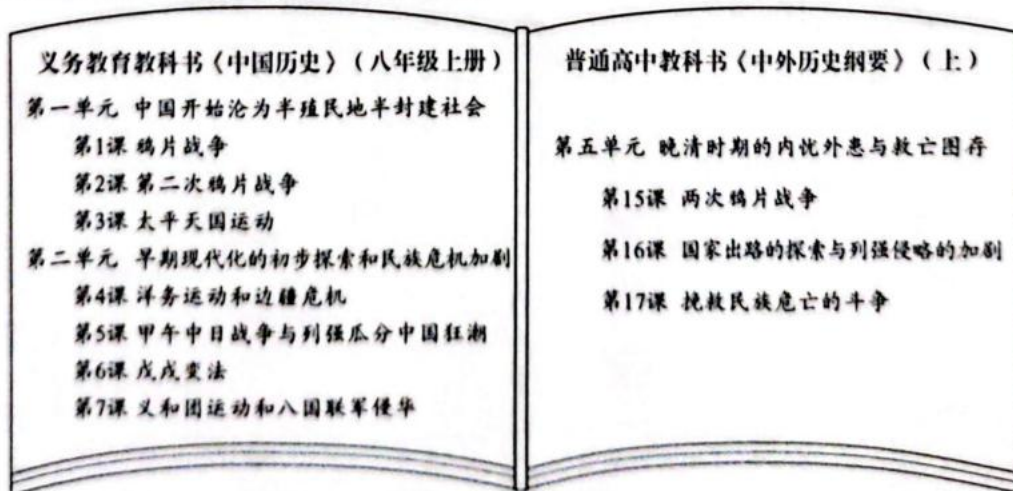 义务教育教科书《中国历史》（八年级上册）
第一单元 中国开始沦为半殖民地半封建社会
第1课 鸦片战争
第2课 第二次鸦片战争
第3课 太平天国运动
第二单元 早期现代化的初步探索和民族危机加剧
第4课 洋务运动和边疆危机
第5课 甲午中日战争与列强瓜分中国狂潮
第6课 戊戌变法
第7课 义和团运动和八国联军侵华
普通高中教科书《中外历史纲要》（上）
第五单元 晚清时期的内忧外患与救亡图存
第15课 两次鸦片战争
第16课 国家出路的探索与列强侵略的加剧
第17课 挽救民族危亡的斗争